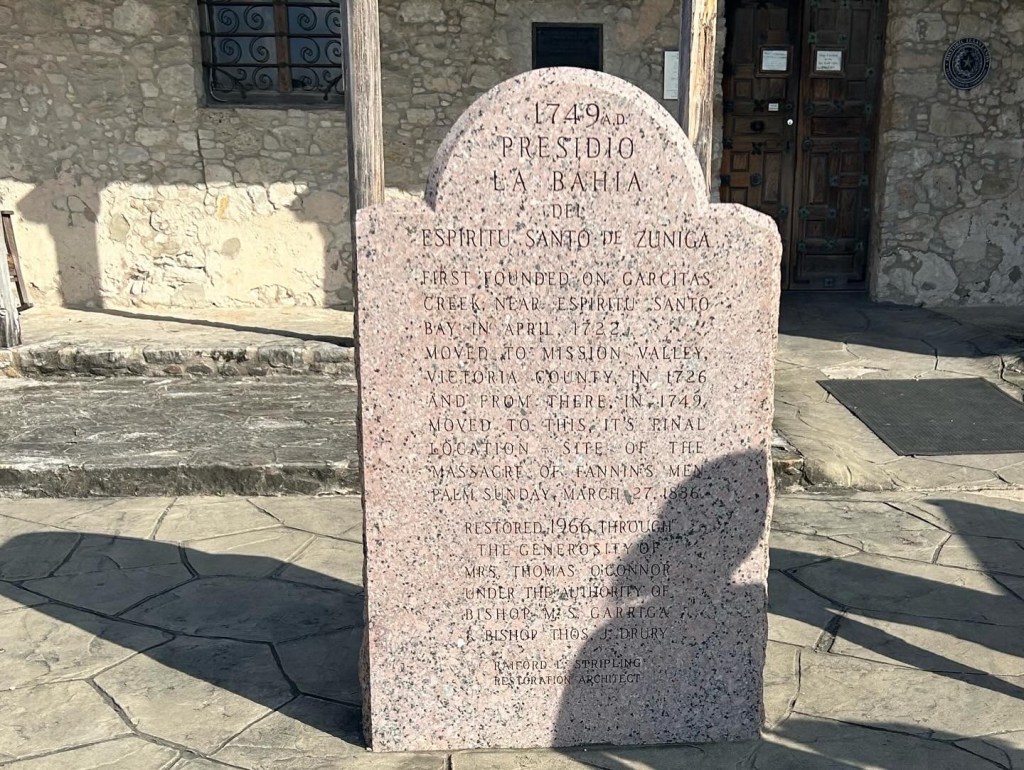 1749 A.D.
PRESIDIO
LA BAHIA
DEL
ESPIRITU SANTO DE ZUNIGA
FIRST FOUNDED ON GARCITAS
CREEK NEAR ESPIRITU SANTO
BAY IN APRIL, 1722.
MOVED TO MISSION VALLEY,
VICTORIA COUNTY, IN 1726
AND FROM THERE, IN 1749,
MOVED TO THIS, IT'S FINAL
LOCATION SITE OF THE
MASSACRE OF FANNIN'S MEN
PALM SUNDAY, MARCH 27, 1836.
RESTORED 1966 THROUGH
THE GENEROSITY OF
MRS. THOMAS O'CONNOR
UNDER THE AUTHORITY OF
BISHOP M. S. GARRIGA
& BISHOP THOS. J. DRURY
RAIFORD L. STRIPLING
RESTORATION ARCHITECT